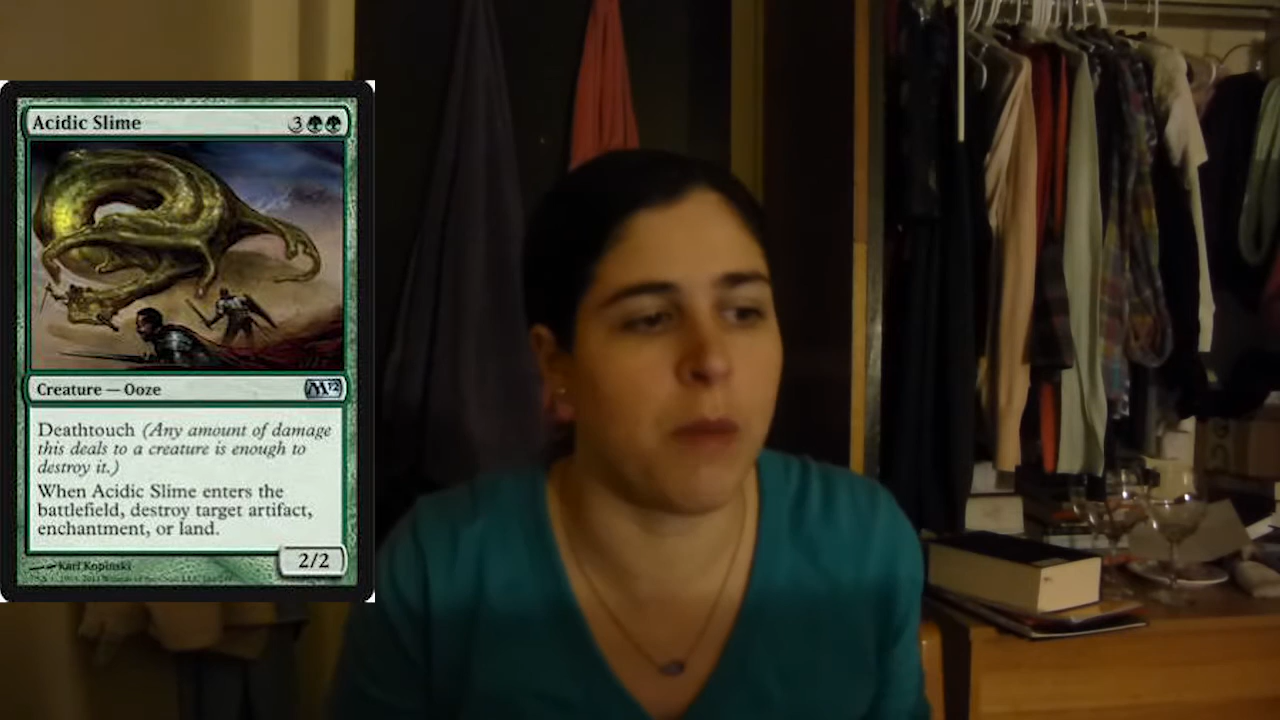 Acidic Slime 3
Creature — Ooze M12
Deathtouch (Any amount of damage
this deals to a creature is enough to
destroy it.)
When Acidic Slime enters the
battlefield, destroy target artifact,
enchantment, or land.
2/2
Karl Kopinski